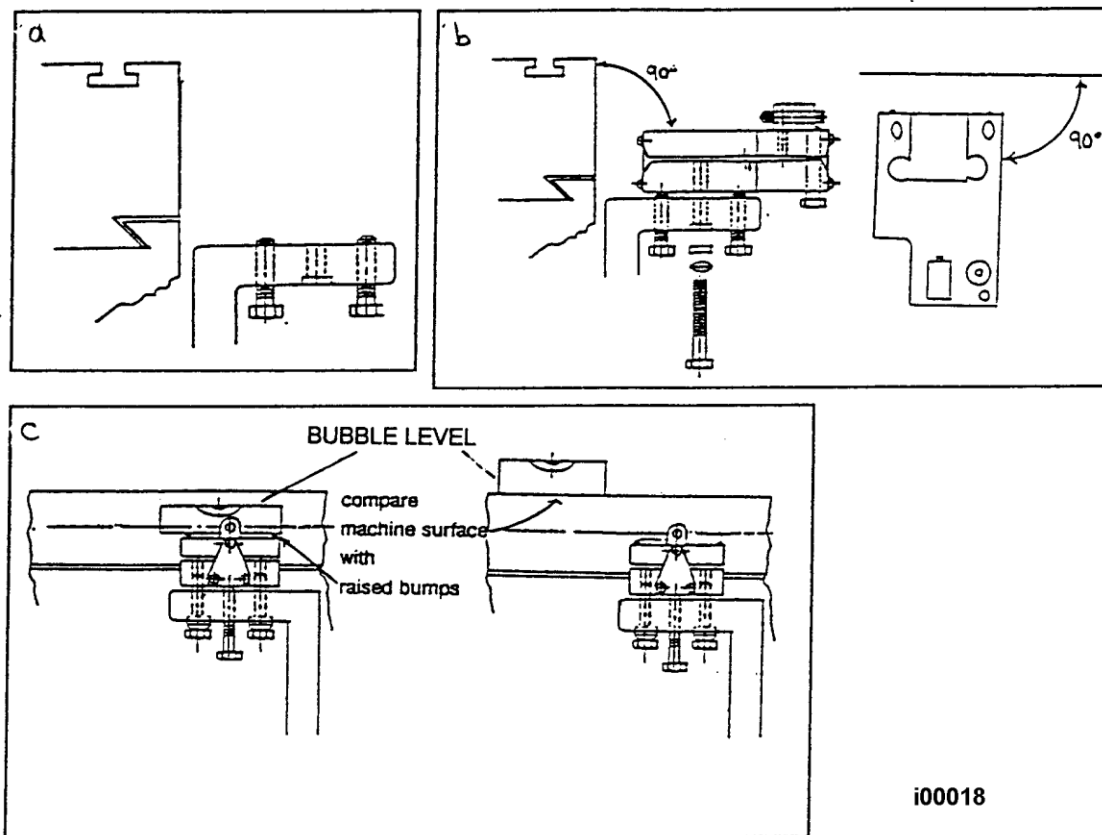 a
b
90°
90°
c
BUBBLE LEVEL
compare
machine surface
with
raised bumps
i00018